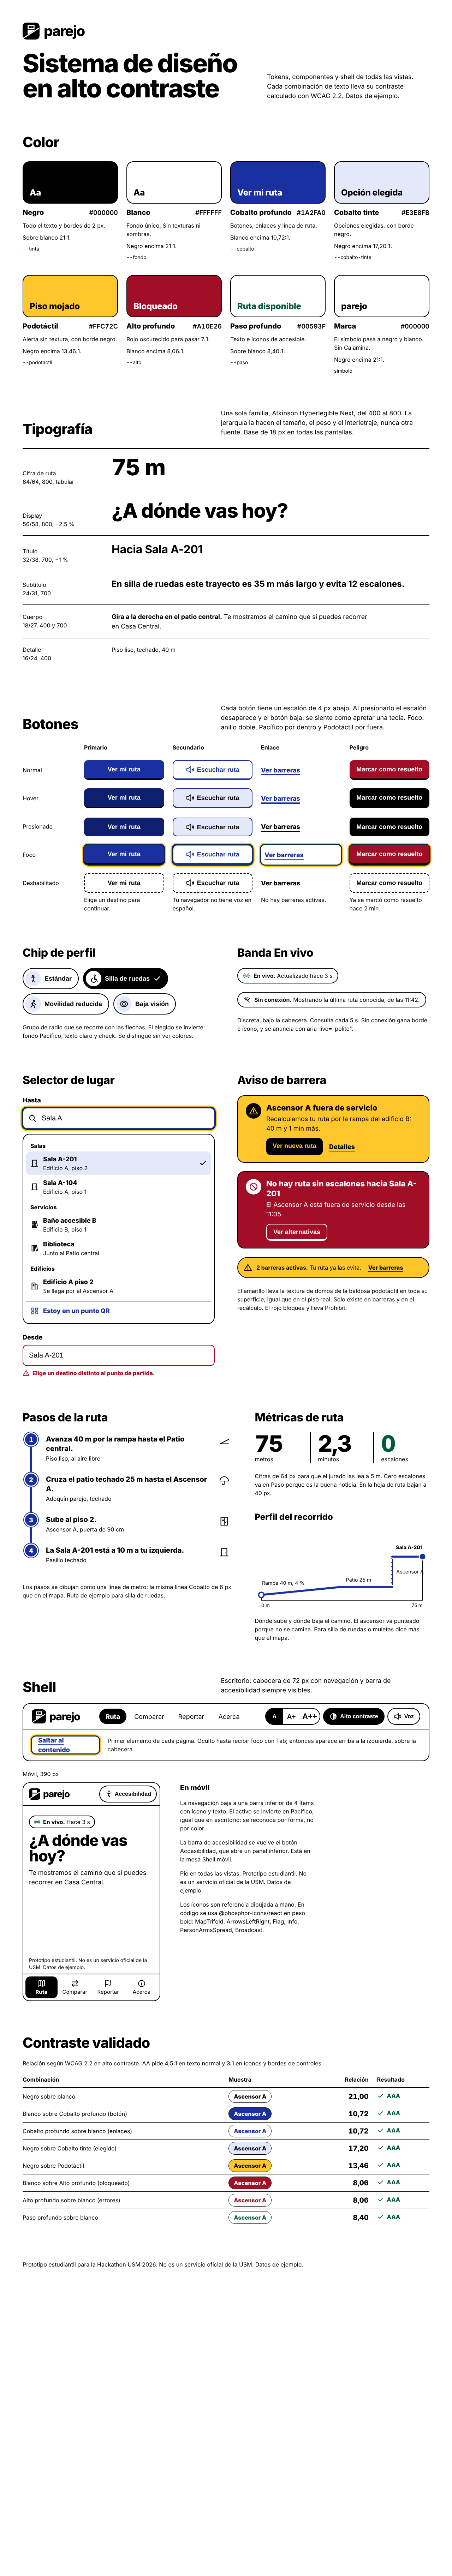 parejo
Sistema de diseño
en alto contraste
Tokens, componentes y shell de todas las vistas.
Cada combinación de texto lleva su contraste
calculado con WCAG 2.2. Datos de ejemplo.
Color
Aa
Negro #000000
Todo el texto y bordes de 2 px.
Sobre blanco 21:1.
--tinta
Aa
Blanco #FFFFFF
Fondo único. Sin texturas ni
sombras.
Negro encima 21:1.
--fondo
Ver mi ruta
Cobalto profundo #1A2FA0
Botones, enlaces y línea de ruta.
Blanco encima 10,72:1.
--cobalto
Opción elegida
Cobalto tinte #E3E8FB
Opciones elegidas, con borde
negro.
Negro encima 17,20:1.
--cobalto-tinte
Piso mojado
Podotáctil #FFC72C
Alerta sin textura, con borde negro.
Negro encima 13,46:1.
--podotactil
Bloqueado
Alto profundo #A10E26
Rojo oscurecido para pasar 7:1.
Blanco encima 8,06:1.
--alto
Ruta disponible
Paso profundo #00593F
Texto e íconos de accesible.
Sobre blanco 8,40:1.
--paso
parejo
Marca #000000
El símbolo pasa a negro y blanco.
Sin Calamina.
Negro encima 21:1.
símbolo
Tipografía
Una sola familia, Atkinson Hyperlegible Next, del 400 al 800. La
jerarquía la hacen el tamaño, el peso y el interletraje, nunca otra
fuente. Base de 18 px en todas las pantallas.
Cifra de ruta
64/64, 800, tabular
75 m
Display
56/58, 800, −2,5 %
¿A dónde vas hoy?
Título
32/38, 700, −1 %
Hacia Sala A-201
Subtítulo
24/31, 700
En silla de ruedas este trayecto es 35 m más largo y evita 12 escalones.
Cuerpo
18/27, 400 y 700
Gira a la derecha en el patio central. Te mostramos el camino que sí puedes recorrer
en Casa Central.
Detalle
16/24, 400
Piso liso, techado, 40 m
Botones
Cada botón tiene un escalón de 4 px abajo. Al presionarlo el escalón
desaparece y el botón baja: se siente como apretar una tecla. Foco:
anillo doble, Pacífico por dentro y Podotáctil por fuera.
Primario Secundario Enlace Peligro
Normal Ver mi ruta Escuchar ruta Ver barreras Marcar como resuelto
Hover Ver mi ruta Escuchar ruta Ver barreras Marcar como resuelto
Presionado Ver mi ruta Escuchar ruta Ver barreras Marcar como resuelto
Foco Ver mi ruta Escuchar ruta Ver barreras Marcar como resuelto
Deshabilitado Ver mi ruta Escuchar ruta Ver barreras Marcar como resuelto
Elige un destino para
continuar.
Tu navegador no tiene voz en
español.
No hay barreras activas.
Ya se marcó como resuelto
hace 2 min.
Chip de perfil
Estándar
Silla de ruedas
Movilidad reducida
Baja visión
Grupo de radio que se recorre con las flechas. El elegido se invierte:
fondo Pacífico, texto claro y check. Se distingue sin ver colores.
Banda En vivo
En vivo. Actualizado hace 3 s
Sin conexión. Mostrando la última ruta conocida, de las 11:42.
Discreta, bajo la cabecera. Consulta cada 5 s. Sin conexión gana borde
e ícono, y se anuncia con aria-live="polite".
Selector de lugar
Hasta
Sala A
Salas
Sala A-201
Edificio A, piso 2
Sala A-104
Edificio A, piso 1
Servicios
Baño accesible B
Edificio B, piso 1
Biblioteca
Junto al Patio central
Edificios
Edificio A piso 2
Se llega por el Ascensor A
Estoy en un punto QR
Desde
Sala A-201
Elige un destino distinto al punto de partida.
Aviso de barrera
Ascensor A fuera de servicio
Recalculamos tu ruta por la rampa del edificio B:
40 m y 1 min más.
Ver nueva ruta Detalles
No hay ruta sin escalones hacia Sala A-
201
El Ascensor A está fuera de servicio desde las
11:05.
Ver alternativas
2 barreras activas. Tu ruta ya las evita. Ver barreras
El amarillo lleva la textura de domos de la baldosa podotáctil en toda su
superficie, igual que en el piso real. Solo existe en barreras y en el
recálculo. El rojo bloquea y lleva Prohibit.
Pasos de la ruta
1
Avanza 40 m por la rampa hasta el Patio
central.
Piso liso, al aire libre
2
Cruza el patio techado 25 m hasta el Ascensor
A.
Adoquín parejo, techado
3
Sube al piso 2.
Ascensor A, puerta de 90 cm
4
La Sala A-201 está a 10 m a tu izquierda.
Pasillo techado
Los pasos se dibujan como una línea de metro: la misma línea Cobalto de 6 px
que en el mapa. Ruta de ejemplo para silla de ruedas.
Métricas de ruta
75
metros
2,3
minutos
0
escalones
Cifras de 64 px para que el jurado las lea a 5 m. Cero escalones
va en Paso porque es la buena noticia. En la hoja de ruta bajan a
40 px.
Perfil del recorrido
Sala A-201
Ascensor A
Patio 25 m
Rampa 40 m, 4 %
0 m 75 m
Dónde sube y dónde baja el camino. El ascensor va punteado
porque no se camina. Para silla de ruedas o muletas dice más
que el mapa.
Shell
Escritorio: cabecera de 72 px con navegación y barra de
accesibilidad siempre visibles.
parejo Ruta Comparar Reportar Acerca A A+ A++ Alto contraste Voz
Saltar al
contenido
Primer elemento de cada página. Oculto hasta recibir foco con Tab; entonces aparece arriba a la izquierda, sobre la
cabecera.
Móvil, 390 px
parejo Accesibilidad
En vivo. Hace 3 s
¿A dónde vas
hoy?
Te mostramos el camino que sí puedes
recorrer en Casa Central.
Prototipo estudiantil. No es un servicio oficial de la
USM. Datos de ejemplo.
Ruta Comparar Reportar Acerca
En móvil
La navegación baja a una barra inferior de 4 ítems
con ícono y texto. El activo se invierte en Pacífico,
igual que en escritorio: se reconoce por forma, no
por color.
La barra de accesibilidad se vuelve el botón
Accesibilidad, que abre un panel inferior. Está en
la mesa Shell móvil.
Pie en todas las vistas: Prototipo estudiantil. No
es un servicio oficial de la USM. Datos de
ejemplo.
Los íconos son referencia dibujada a mano. En
código se usa @phosphor-icons/react en peso
bold: MapTrifold, ArrowsLeftRight, Flag, Info,
PersonArmsSpread, Broadcast.
Contraste validado
Relación según WCAG 2.2 en alto contraste. AA pide 4,5:1 en texto normal y 3:1 en íconos y bordes de controles.
Combinación Muestra Relación Resultado
Negro sobre blanco Ascensor A 21,00 AAA
Blanco sobre Cobalto profundo (botón) Ascensor A 10,72 AAA
Cobalto profundo sobre blanco (enlaces) Ascensor A 10,72 AAA
Negro sobre Cobalto tinte (elegido) Ascensor A 17,20 AAA
Negro sobre Podotáctil Ascensor A 13,46 AAA
Blanco sobre Alto profundo (bloqueado) Ascensor A 8,06 AAA
Alto profundo sobre blanco (errores) Ascensor A 8,06 AAA
Paso profundo sobre blanco Ascensor A 8,40 AAA
Prototipo estudiantil para la Hackathon USM 2026. No es un servicio oficial de la USM. Datos de ejemplo.